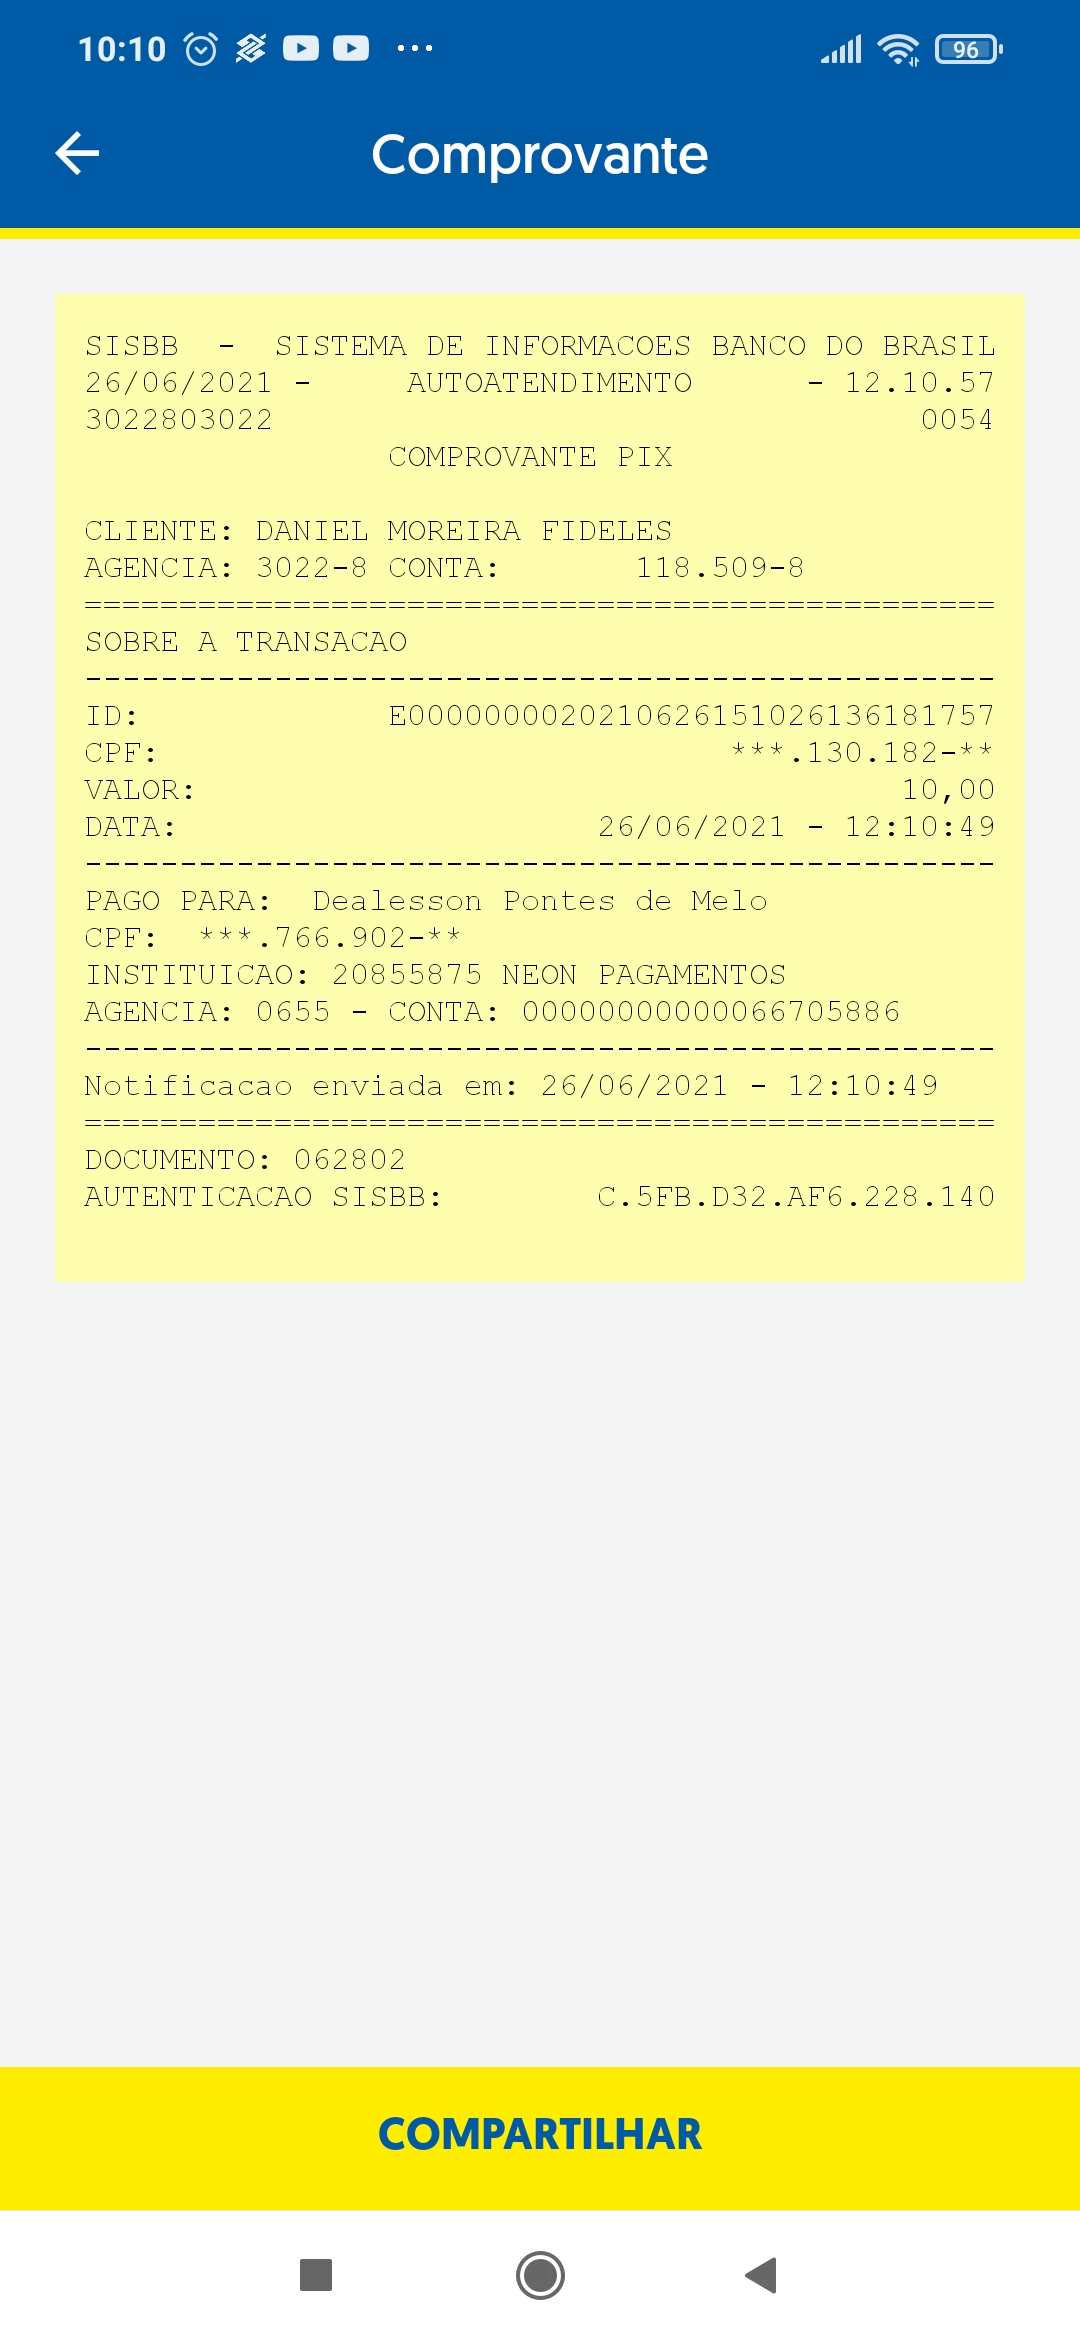 10:10
96
Comprovante
SISBB - SISTEMA DE INFORMACOES BANCO DO BRASIL
26/06/2021 - AUTOATENDIMENTO - 12.10.57
3022803022 0054
COMPROVANTE PIX
CLIENTE: DANIEL MOREIRA FIDELES
AGENCIA: 3022-8 CONTA: 118.509-8
================================================
SOBRE A TRANSACAO
------------------------------------------------
ID: E0000000020210626151026136181757
CPF: ***.130.182-**
VALOR: 10,00
DATA: 26/06/2021 - 12:10:49
------------------------------------------------
PAGO PARA: Dealesson Pontes de Melo
CPF: ***.766.902-**
INSTITUICAO: 20855875 NEON PAGAMENTOS
AGENCIA: 0655 - CONTA: 00000000000066705886
------------------------------------------------
Notificacao enviada em: 26/06/2021 - 12:10:49
================================================
DOCUMENTO: 062802
AUTENTICACAO SISBB: C.5FB.D32.AF6.228.140
COMPARTILHAR